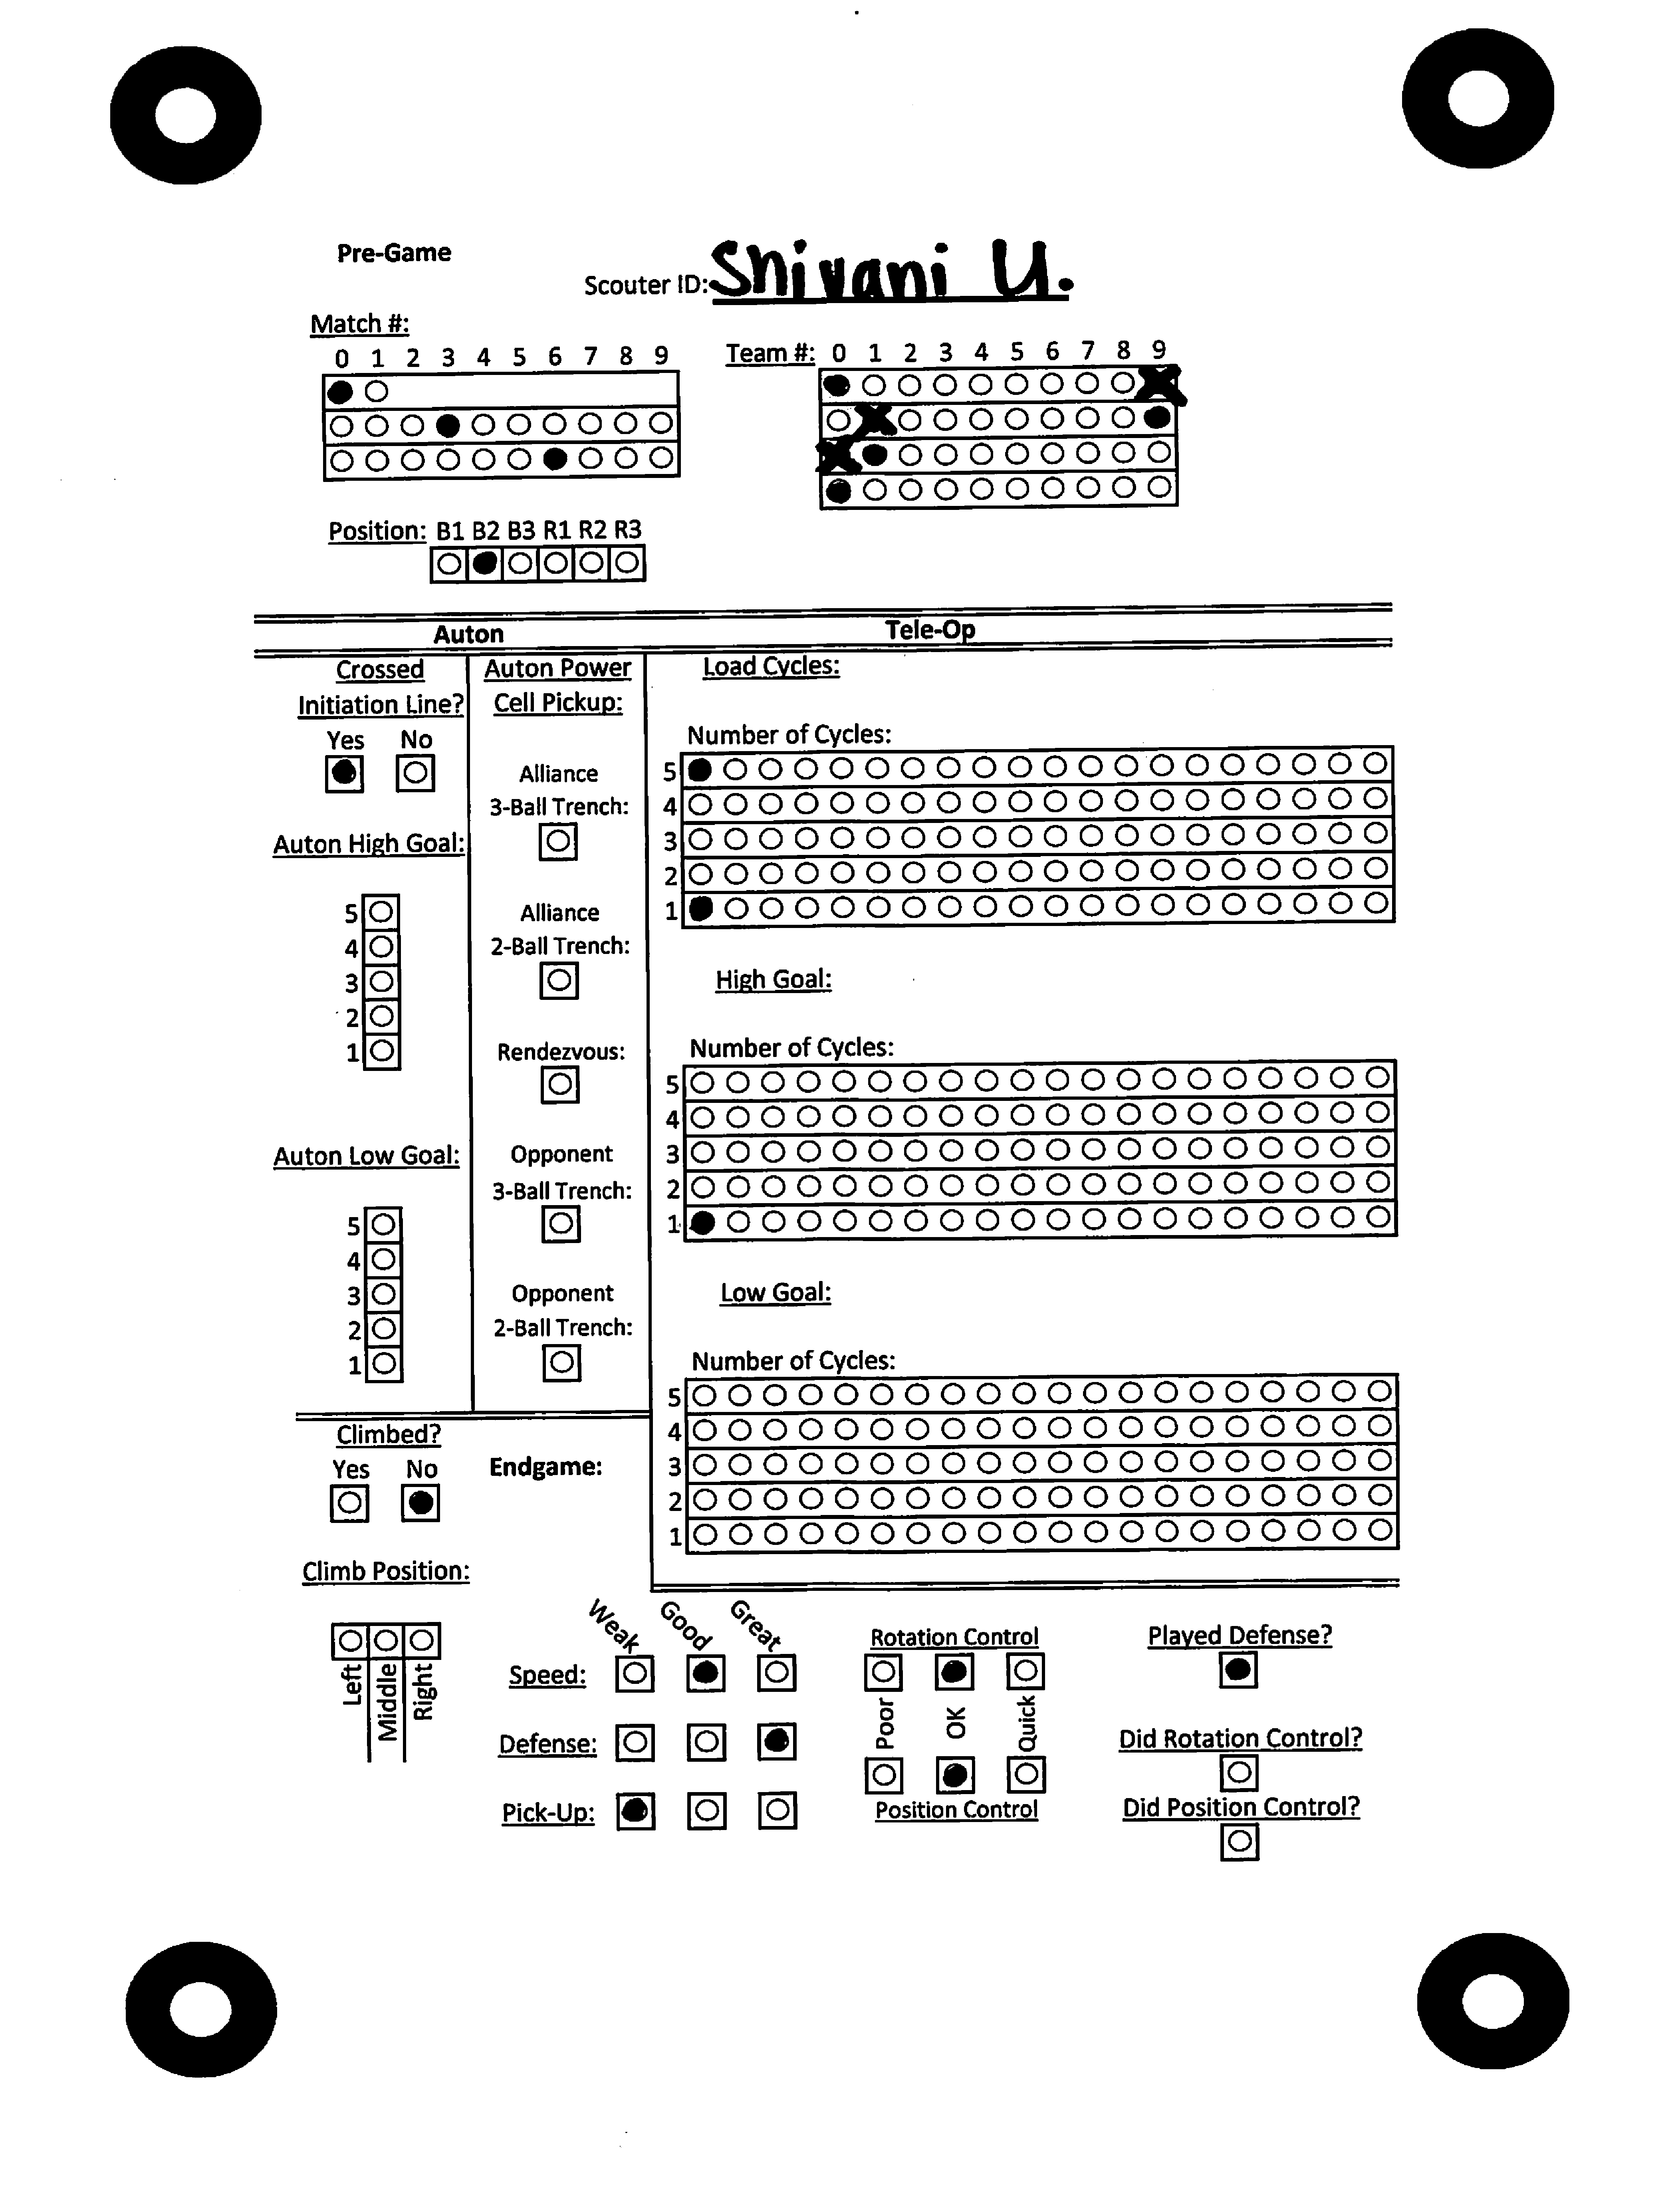 Pre-Game
Scouter ID: Shivani U.
Match #:
0 1 2 3 4 5 6 7 8 9
Team #: 0 1 2 3 4 5 6 7 8 9
Position: B1 B2 B3 R1 R2 R3
Auton
Tele-Op
Crossed
Initiation Line?
Yes No
Auton High Goal:
5
4
3
2
1
Auton Low Goal:
5
4
3
2
1
Auton Power
Cell Pickup:
Alliance
3-Ball Trench:
Alliance
2-Ball Trench:
Rendezvous:
Opponent
3-Ball Trench:
Opponent
2-Ball Trench:
Load Cycles:
Number of Cycles:
5
4
3
2
1
High Goal:
Number of Cycles:
5
4
3
2
1
Low Goal:
Number of Cycles:
5
4
3
2
1
Climbed?
Yes No
Endgame:
Climb Position:
Left
Middle
Right
Weak Good Great
Speed:
Defense:
Pick-Up:
Rotation Control
Poor OK Quick
Position Control
Played Defense?
Did Rotation Control?
Did Position Control?